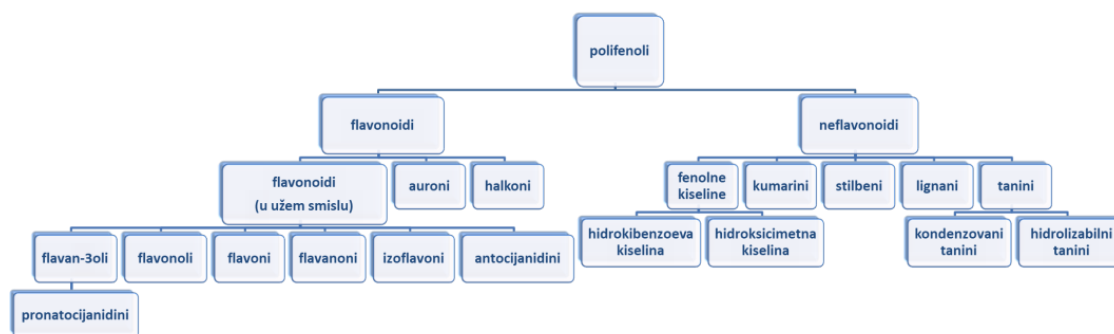 polifenoli
flavonoidi
neflavonoidi
flavonoidi
(u užem smislu)
auroni
halkoni
fenolne
kiseline
kumarini
stilbeni
lignani
tanini
flavan-3oli
flavonoli
flavoni
flavanoni
izoflavoni
antocijanidini
hidrokibenzoeva
kiselina
hidroksicimetna
kiselina
kondenzovani
tanini
hidrolizabilni
tanini
pronatocijanidini